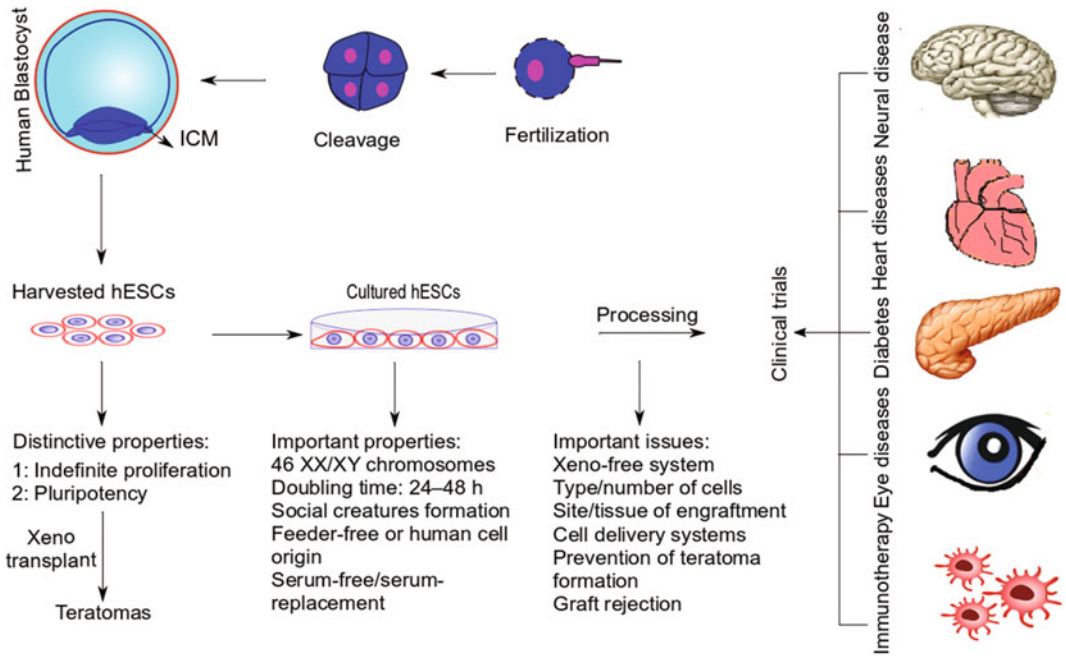 Human Blastocyst
ICM
Cleavage
Fertilization
Harvested hESCs
Cultured hESCs
Processing
Distinctive properties:
1: Indefinite proliferation
2: Pluripotency
Xeno
transplant
Teratomas
Important properties:
46 XX/XY chromosomes
Doubling time: 24–48 h
Social creatures formation
Feeder-free or human cell
origin
Serum-free/serum-
replacement
Important issues:
Xeno-free system
Type/number of cells
Site/tissue of engraftment
Cell delivery systems
Prevention of teratoma
formation
Graft rejection
Clinical trials
Neural disease
Heart diseases
Diabetes
Eye diseases
Immunotherapy